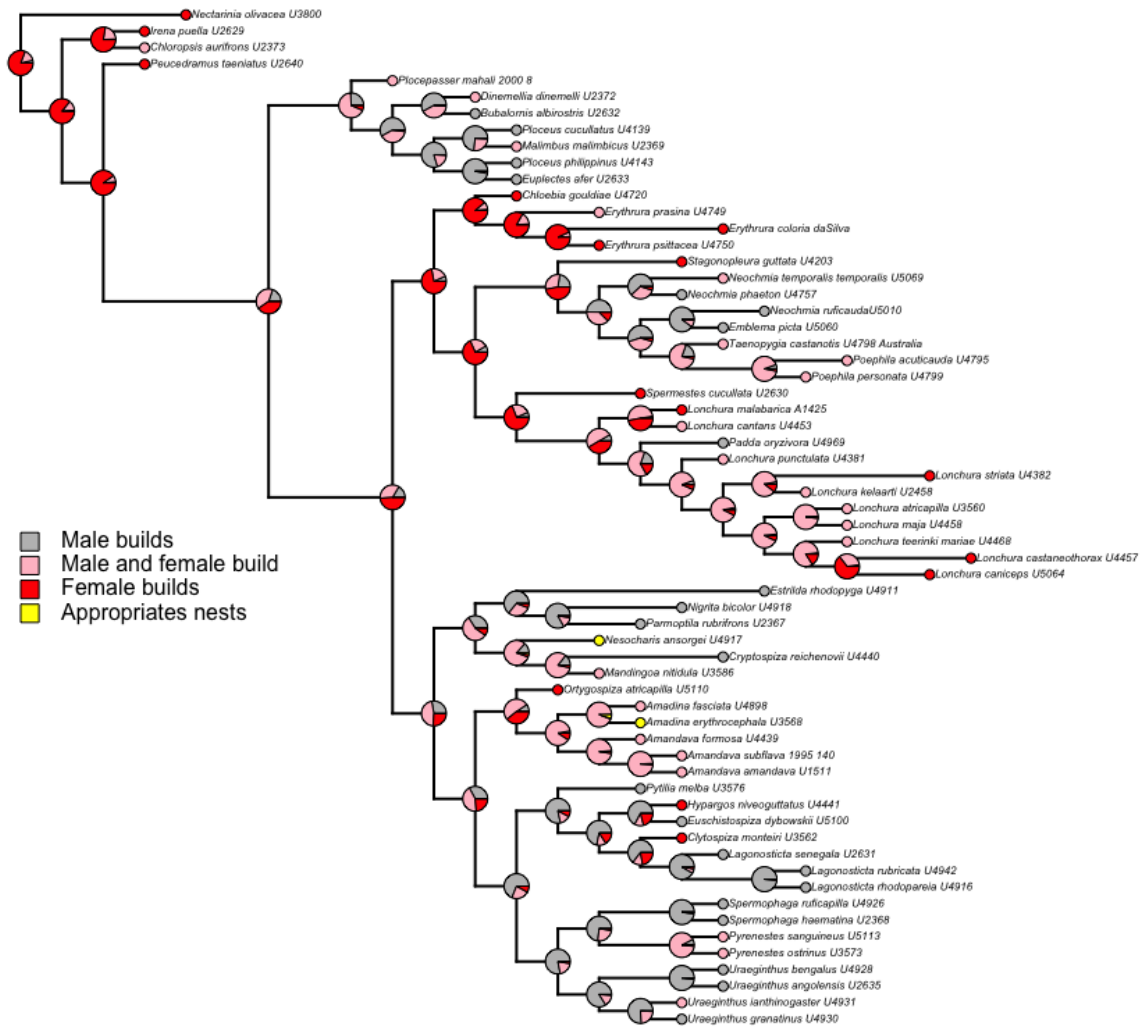 Nectarinia olivacea U3800
Irena puella U2629
Chloropsis aurifrons U2373
Peucedramus taeniatus U2640
Plocepasser mahali 2000 8
Dinemellia dinemelli U2372
Bubalornis albirostris U2632
Ploceus cucullatus U4139
Malimbus malimbicus U2369
Ploceus philippinus U4143
Euplectes afer U2633
Chloebia gouldiae U4720
Erythrura prasina U4749
Erythrura coloria daSilva
Erythrura psittacea U4750
Stagonopleura guttata U4203
Neochmia temporalis temporalis U5069
Neochmia phaeton U4757
Neochmia ruficaudaU5010
Emblema picta U5060
Taenopygia castanotis U4798 Australia
Poephila acuticauda U4795
Poephila personata U4799
Spermestes cucullata U2630
Lonchura malabarica A1425
Lonchura cantans U4453
Padda oryzivora U4969
Lonchura punctulata U4381
Lonchura striata U4382
Lonchura kelaarti U2458
Lonchura atricapilla U3560
Lonchura maja U4458
Lonchura teerinki mariae U4468
Lonchura castaneothorax U4457
Lonchura caniceps U5064
Male builds
Male and female build
Female builds
Appropriates nests
Estrilda rhodopyga U4911
Nigrita bicolor U4918
Parmoptila rubrifrons U2367
Nesocharis ansorgei U4917
Cryptospiza reichenovii U4440
Mandingoa nitidula U3586
Ortygospiza atricapilla U5110
Amadina fasciata U4898
Amadina erythrocephala U3568
Amandava formosa U4439
Amandava subflava 1995 140
Amandava amandava U1511
Pytilia melba U3576
Hypargos niveoguttatus U4441
Euschistospiza dybowskii U5100
Clytospiza monteiri U3562
Lagonosticta senegala U2631
Lagonosticta rubricata U4942
Lagonosticta rhodopareia U4916
Spermophaga ruficapilla U4926
Spermophaga haematina U2368
Pyrenestes sanguineus U5113
Pyrenestes ostrinus U3573
Uraeginthus bengalus U4928
Uraeginthus angolensis U2635
Uraeginthus ianthinogaster U4931
Uraeginthus granatinus U4930